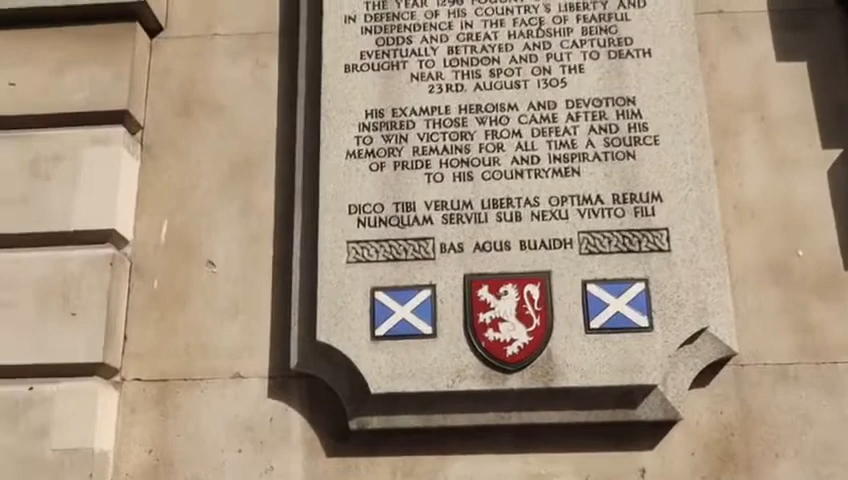 THE YEAR 1296
IN DEFENCE OF HIS COUNTRY'S LIBERTY AND
INDEPENDENCE IN THE FACE OF FEARFUL
ODDS AND GREAT HARDSHIP BEING
EVENTUALLY BETRAYED AND CAPTURED
BROUGHT TO LONDON AND PUT TO DEATH
NEAR THIS SPOT ON THE
23RD. AUGUST 1305
HIS EXAMPLE HEROISM AND DEVOTION
INSPIRED THOSE WHO CAME AFTER HIM
TO WIN VICTORY FROM DEFEAT AND HIS
MEMORY REMAINS FOR ALL TIME A SOURCE
OF PRIDE HONOUR AND INSPIRATION
TO HIS COUNTRYMEN
DICO TIBI VERUM LIBERTAS OPTIMA RERUM
NUNQUAM SERVILI SUB NEXU VIVITO FILI
BAS AGUS BUAIDH